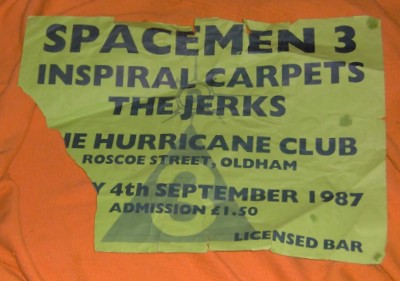 SPACEMEN 3
INSPIRAL CARPETS
THE JERKS
HE HURRICANE CLUB
ROSCOE STREET, OLDHAM
Y 4th SEPTEMBER 1987
ADMISSION £1.50
3
LICENSED BAR